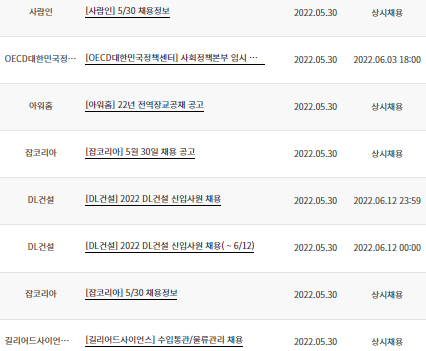 사람인 [사람인] 5/30 채용정보 2022.05.30 상시채용
OECD대한민국정··· [OECD대한민국정책센터] 사회정책본부 임시 ··· 2022.05.30 2022.06.03 18:00
아워홈 [아워홈] 22년 전역장교공채 공고 2022.05.30 상시채용
잡코리아 [잡코리아] 5월 30일 채용 공고 2022.05.30 상시채용
DL건설 [DL건설] 2022 DL건설 신입사원 채용 2022.05.30 2022.06.12 23:59
DL건설 [DL건설] 2022 DL건설 신입사원 채용( ~ 6/12) 2022.05.30 2022.06.12 00:00
잡코리아 [잡코리아] 5/30 채용정보 2022.05.30 상시채용
길리어드사이언··· [길리어드사이언스] 수입통관/물류관리 채용 2022.05.30 상시채용